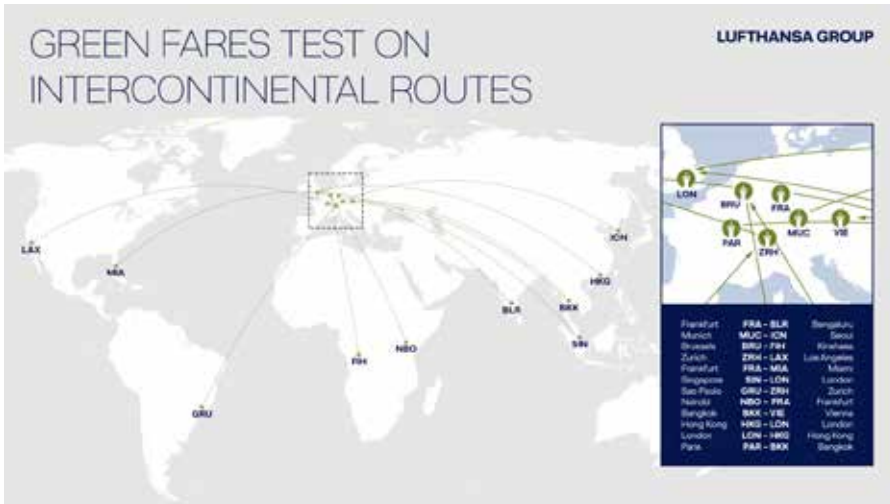 GREEN FARES TEST ON
INTERCONTINENTAL ROUTES
LUFTHANSA GROUP
LON
BRU
FRA
PAR
ZRH
MUC
VIE
LAX
MIA
GRU
FIH
NBO
BLR
BKK
SIN
HKG
ICN
Frankfurt FRA – BLR Bengaluru
Munich MUC – ICN Seoul
Brussels BRU – FIH Kinshasa
Zurich ZRH – LAX Los Angeles
Frankfurt FRA – MIA Miami
Singapore SIN – LON London
Sao Paulo GRU – ZRH Zurich
Nairobi NBO – FRA Frankfurt
Bangkok BKK – VIE Vienna
Hong Kong HKG – LON London
London LON – HKG Hong Kong
Paris PAR – BKK Bangkok